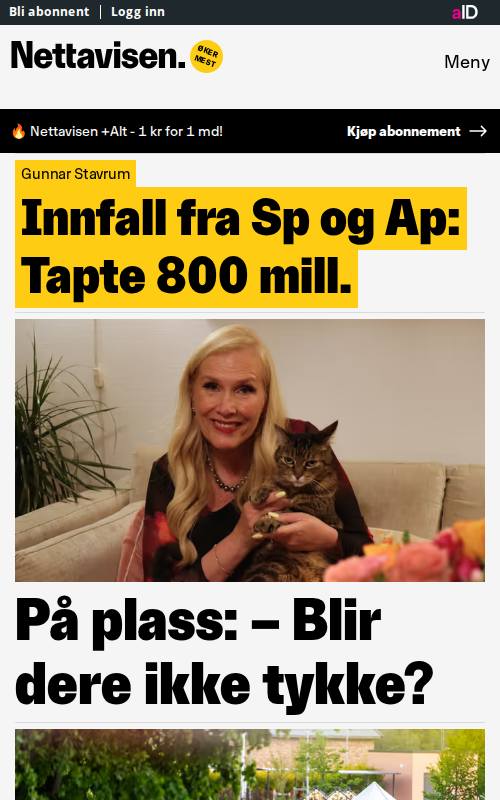 Bli abonnent
Logg inn
aID
Nettavisen.
ØKER
MEST
Meny
🔥 Nettavisen +Alt - 1 kr for 1 md!
Kjøp abonnement →
Gunnar Stavrum
Innfall fra Sp og Ap:
Tapte 800 mill.
På plass: – Blir
dere ikke tykke?